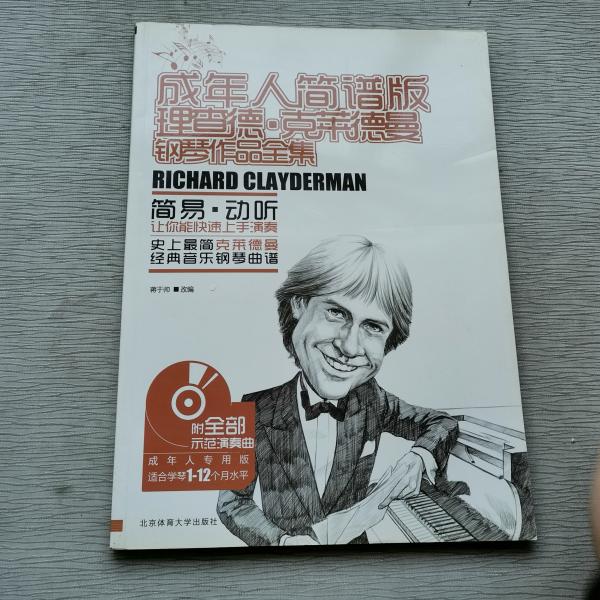 成年人简谱版
理查德·克莱德曼
钢琴作品全集
RICHARD CLAYDERMAN
简易·动听
让你能快速上手演奏
史上最简克莱德曼
经典音乐钢琴曲谱
蒋于帅 ■ 改编
附全部
示范演奏曲
成年人专用版
适合学琴1-12个月水平
北京体育大学出版社